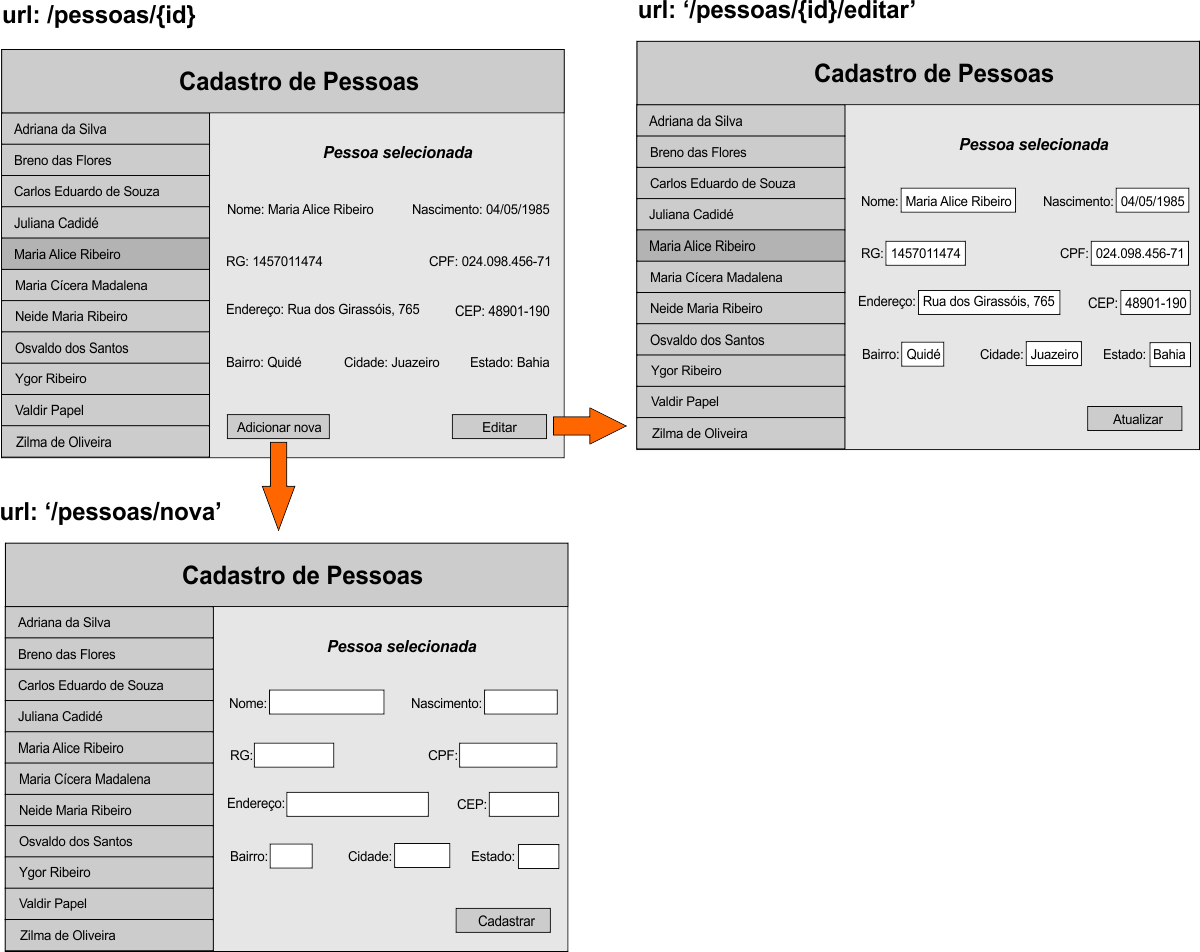 url: /pessoas/{id}
Cadastro de Pessoas
Adriana da Silva
Breno das Flores
Carlos Eduardo de Souza
Juliana Cadidé
Maria Alice Ribeiro
Maria Cícera Madalena
Neide Maria Ribeiro
Osvaldo dos Santos
Ygor Ribeiro
Valdir Papel
Zilma de Oliveira
Pessoa selecionada
Nome: Maria Alice Ribeiro Nascimento: 04/05/1985
RG: 1457011474 CPF: 024.098.456-71
Endereço: Rua dos Girassóis, 765 CEP: 48901-190
Bairro: Quidé Cidade: Juazeiro Estado: Bahia
Adicionar nova Editar
url: ‘/pessoas/{id}/editar’
Cadastro de Pessoas
Adriana da Silva
Breno das Flores
Carlos Eduardo de Souza
Juliana Cadidé
Maria Alice Ribeiro
Maria Cícera Madalena
Neide Maria Ribeiro
Osvaldo dos Santos
Ygor Ribeiro
Valdir Papel
Zilma de Oliveira
Pessoa selecionada
Nome: Maria Alice Ribeiro Nascimento: 04/05/1985
RG: 1457011474 CPF: 024.098.456-71
Endereço: Rua dos Girassóis, 765 CEP: 48901-190
Bairro: Quidé Cidade: Juazeiro Estado: Bahia
Atualizar
url: ‘/pessoas/nova’
Cadastro de Pessoas
Adriana da Silva
Breno das Flores
Carlos Eduardo de Souza
Juliana Cadidé
Maria Alice Ribeiro
Maria Cícera Madalena
Neide Maria Ribeiro
Osvaldo dos Santos
Ygor Ribeiro
Valdir Papel
Zilma de Oliveira
Pessoa selecionada
Nome: Nascimento:
RG: CPF:
Endereço: CEP:
Bairro: Cidade: Estado:
Cadastrar